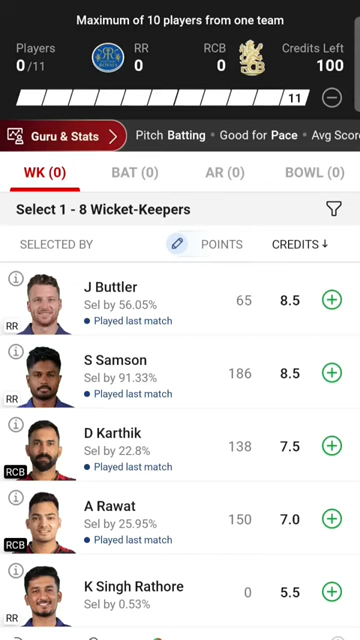 Maximum of 10 players from one team
Players RR RCB Credits Left
0/11 0 0 100
11
Guru & Stats Pitch Batting • Good for Pace • Avg Scor
WK (0) BAT (0) AR (0) BOWL (0)
Select 1 - 8 Wicket-Keepers
SELECTED BY POINTS CREDITS↓
J Buttler
Sel by 56.05% 65 8.5
Played last match
RR
S Samson
Sel by 91.33% 186 8.5
Played last match
RR
D Karthik
Sel by 22.8% 138 7.5
Played last match
RCB
A Rawat
Sel by 25.95% 150 7.0
Played last match
RCB
K Singh Rathore
Sel by 0.53% 0 5.5
RR